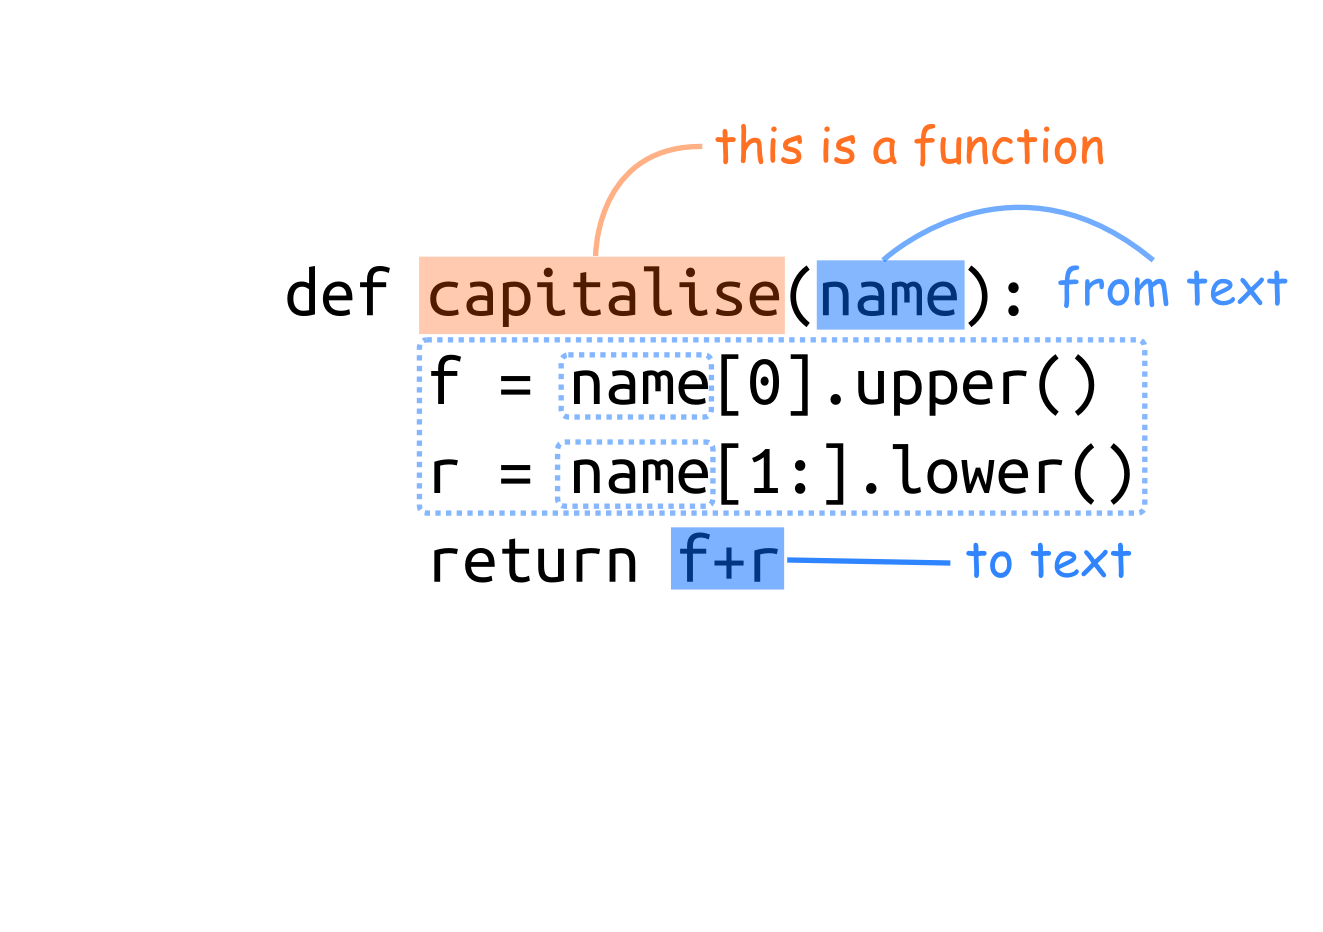 this is a function
def capitalise(name): from text
f = name[0].upper()
r = name[1:].lower()
return f+r to text